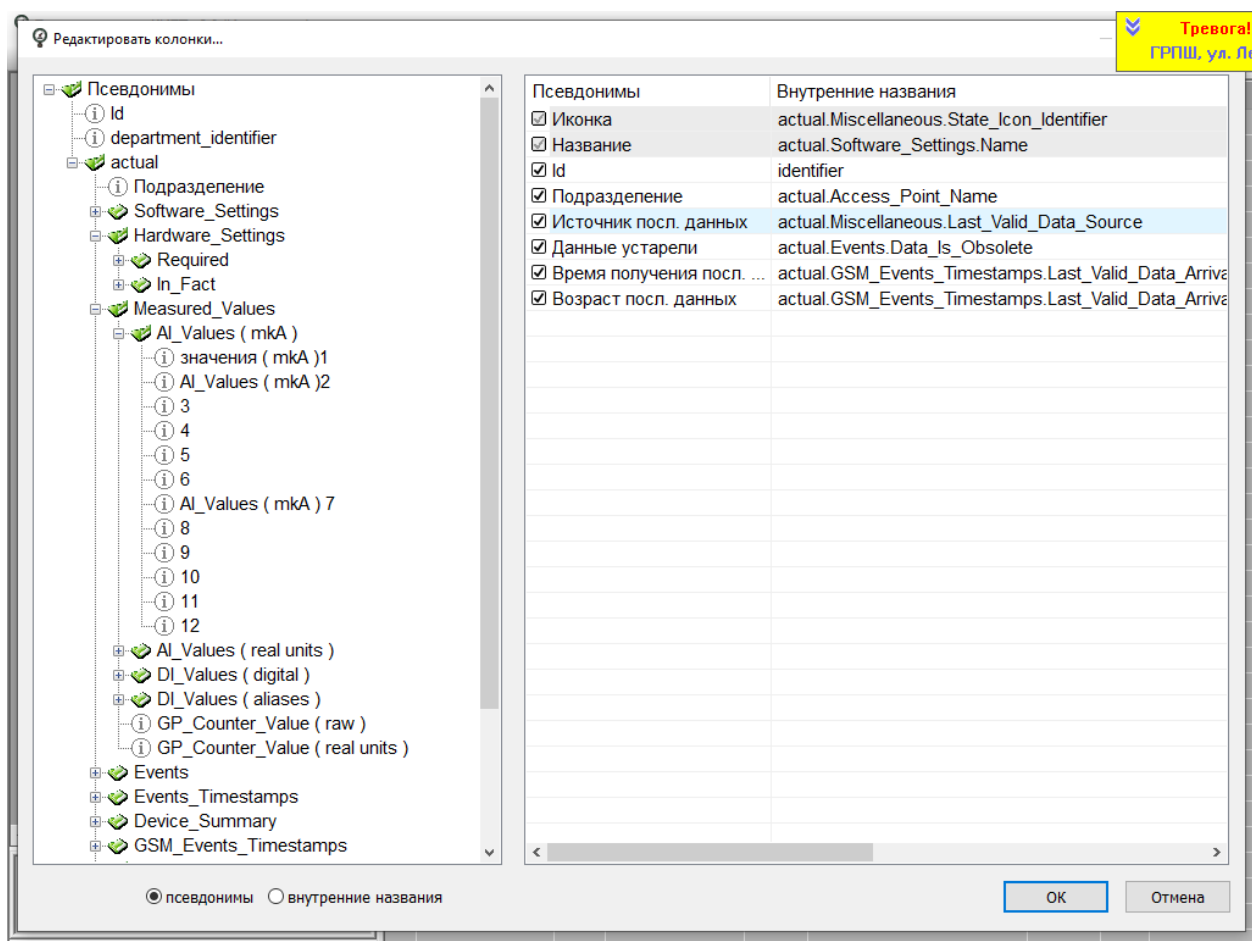 Редактировать колонки...
Тревога!
ГРПШ, ул.
Псевдонимы
Id
department_identifier
actual
Подразделение
Software_Settings
Hardware_Settings
Required
In_Fact
Measured_Values
AI_Values ( mkA )
значения ( mkA )1
AI_Values ( mkA )2
3
4
5
6
AI_Values ( mkA ) 7
8
9
10
11
12
AI_Values ( real units )
DI_Values ( digital )
DI_Values ( aliases )
GP_Counter_Value ( raw )
GP_Counter_Value ( real units )
Events
Events_Timestamps
Device_Summary
GSM_Events_Timestamps
Псевдонимы Внутренние названия
Иконка actual.Miscellaneous.State_Icon_Identifier
Название actual.Software_Settings.Name
Id identifier
Подразделение actual.Access_Point_Name
Источник посл. данных actual.Miscellaneous.Last_Valid_Data_Source
Данные устарели actual.Events.Data_Is_Obsolete
Время получения посл. ... actual.GSM_Events_Timestamps.Last_Valid_Data_Arriva
Возраст посл. данных actual.GSM_Events_Timestamps.Last_Valid_Data_Arriva
псевдонимы внутренние названия
ОК Отмена